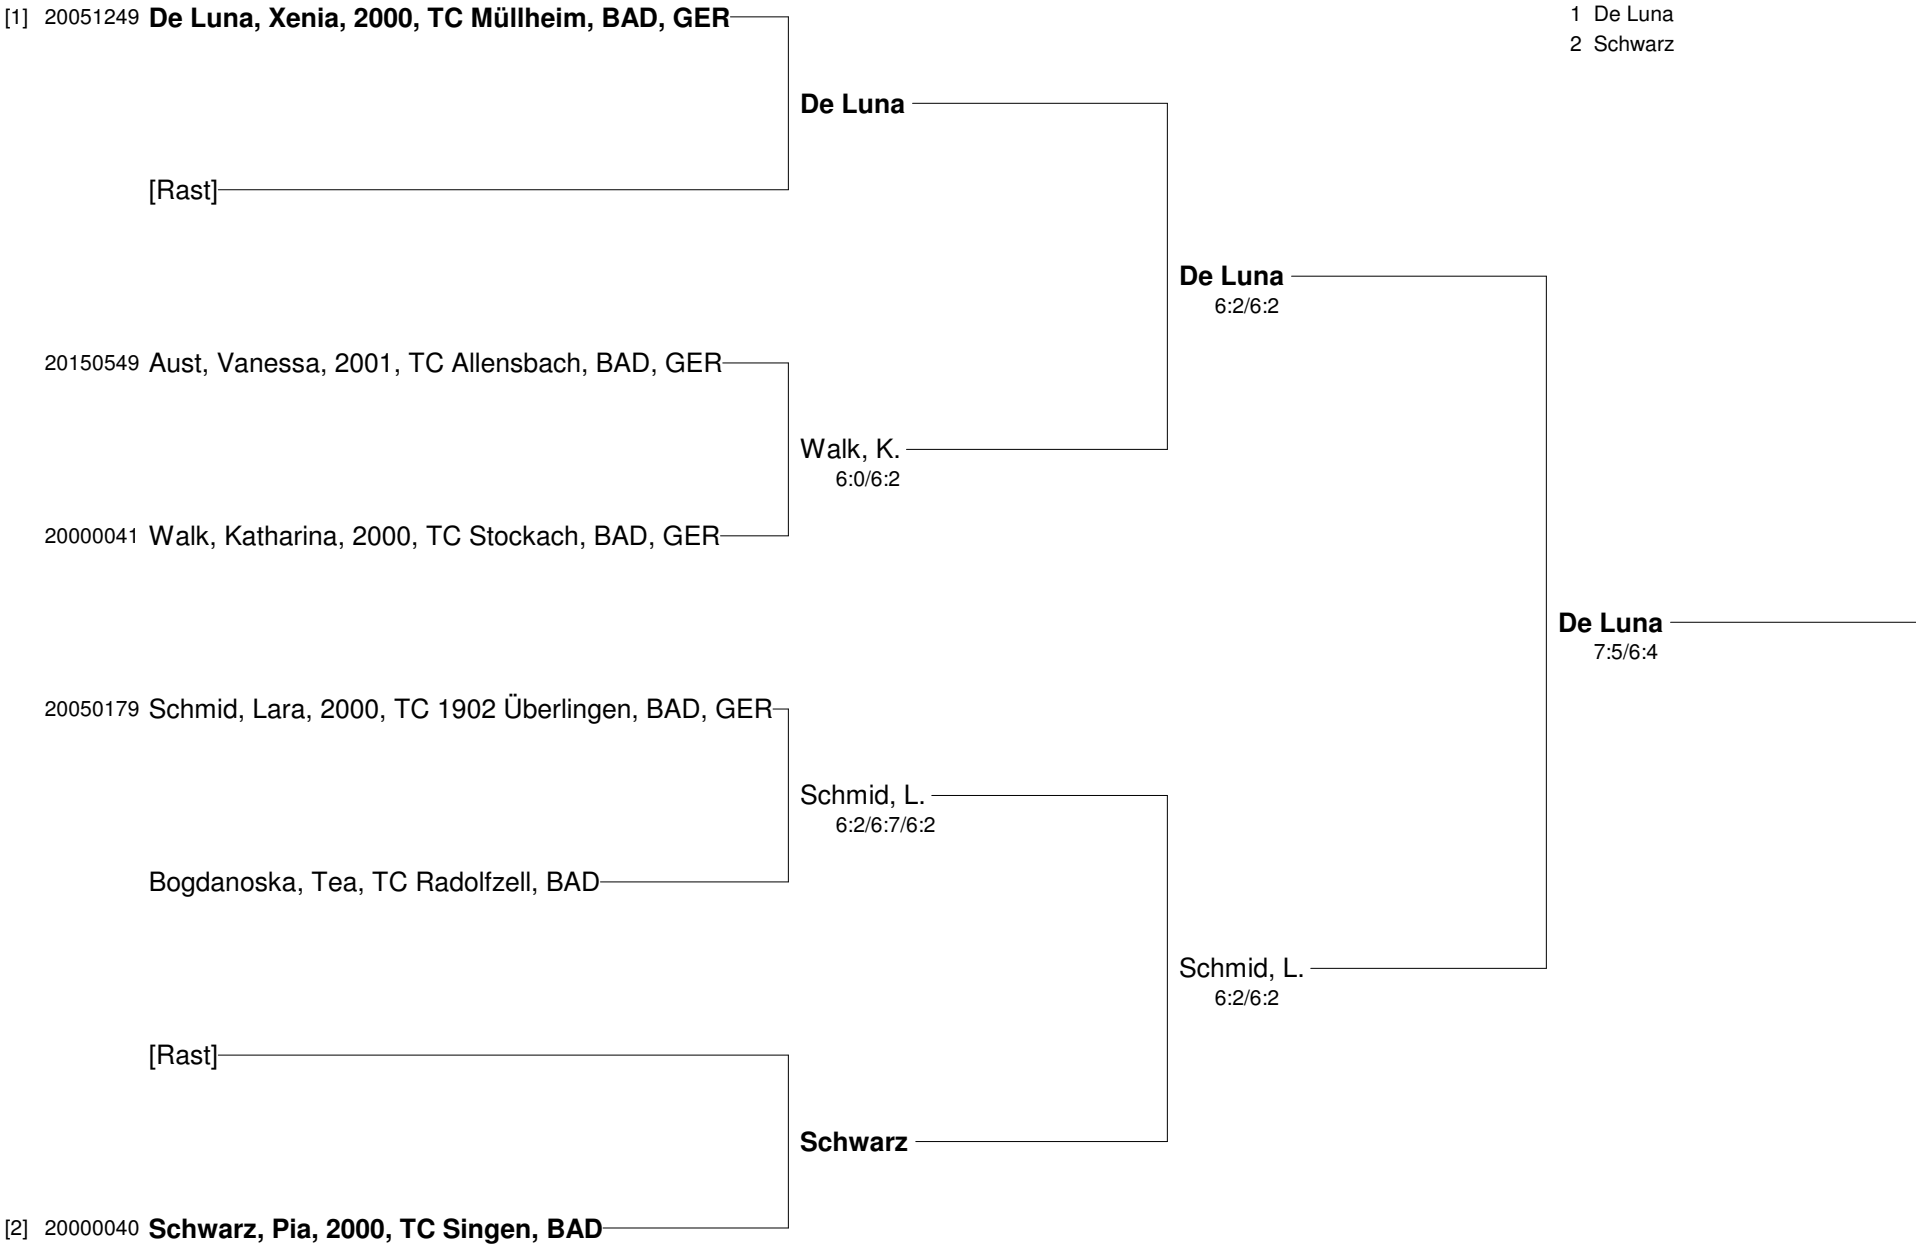 [1] 20051249 De Luna, Xenia, 2000, TC Müllheim, BAD, GER
1 De Luna
2 Schwarz
De Luna
[Rast]
De Luna
6:2/6:2
20150549 Aust, Vanessa, 2001, TC Allensbach, BAD, GER
Walk, K.
6:0/6:2
20000041 Walk, Katharina, 2000, TC Stockach, BAD, GER
De Luna
7:5/6:4
20050179 Schmid, Lara, 2000, TC 1902 Überlingen, BAD, GER
Schmid, L.
6:2/6:7/6:2
Bogdanoska, Tea, TC Radolfzell, BAD
Schmid, L.
6:2/6:2
[Rast]
Schwarz
[2] 20000040 Schwarz, Pia, 2000, TC Singen, BAD